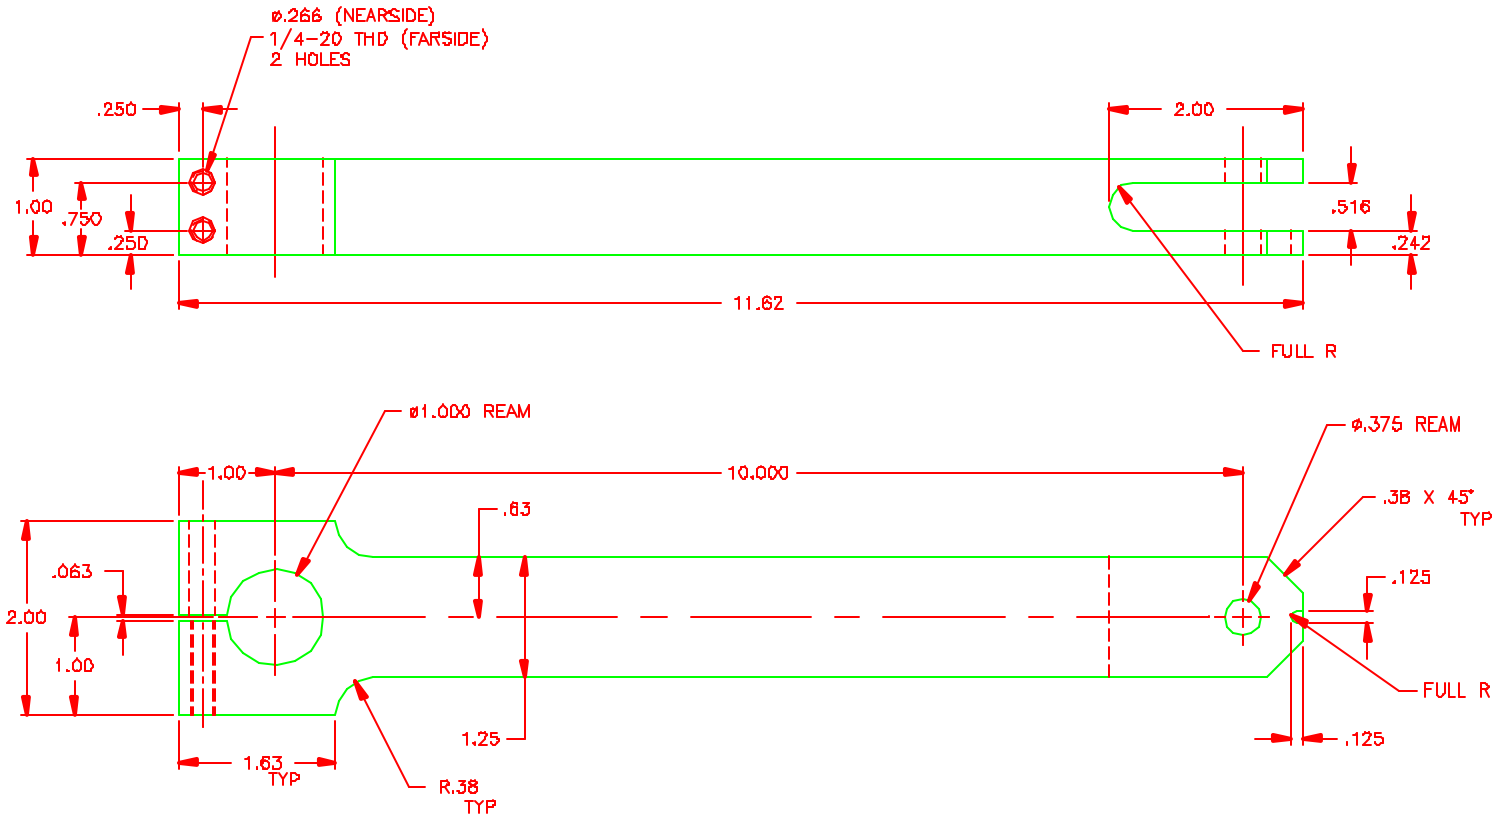 ø.266 (NEARSIDE)
1/4-20 THD (FARSIDE)
2 HOLES
.250
2.00
1.00
.750
.250
.516
.242
11.62
FULL R
ø1.000 REAM
ø.375 REAM
1.00
10.000
.38 X 45°
TYP
.63
.063
.125
2.00
1.00
FULL R
1.25
.125
1.63
TYP
R.38
TYP